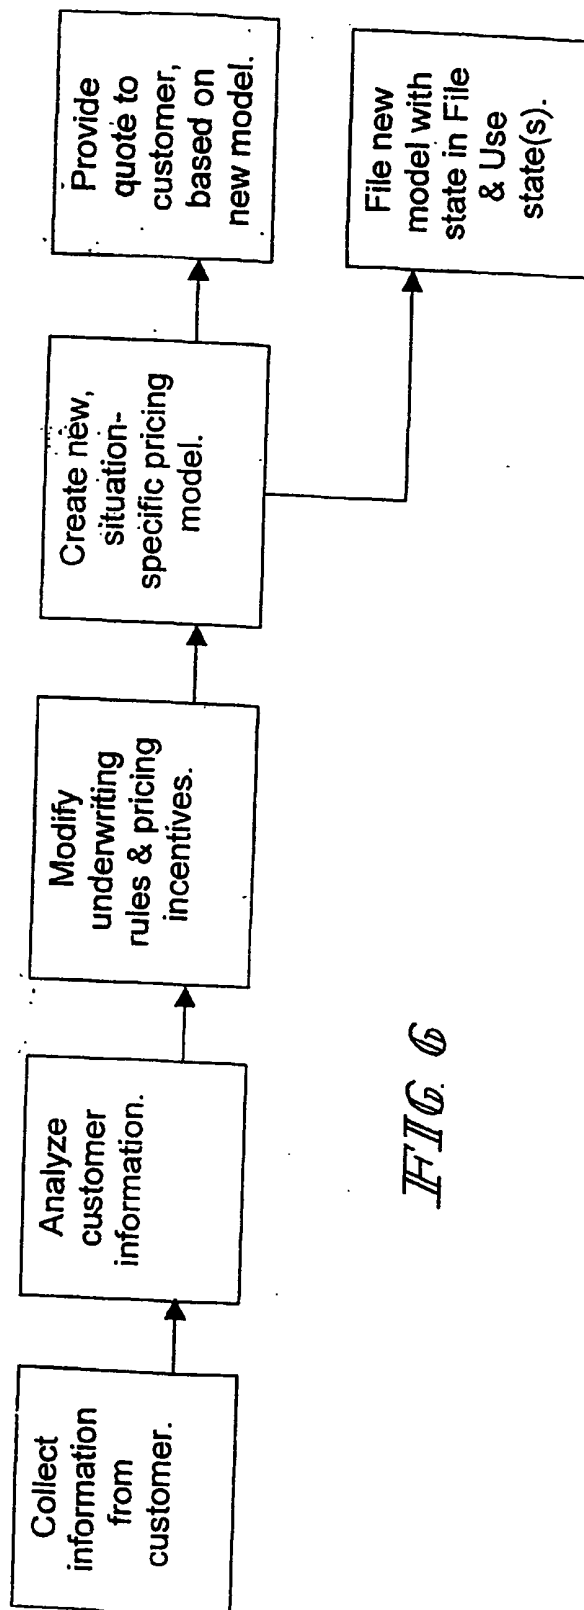 Collect
information
from
customer.
Analyze
customer
information.
Modify
underwriting
rules & pricing
incentives.
Create new,
situation-
specific pricing
model.
Provide
quote to
customer,
based on
new model.
File new
model with
state in File
& Use
state(s).
FIG. 6